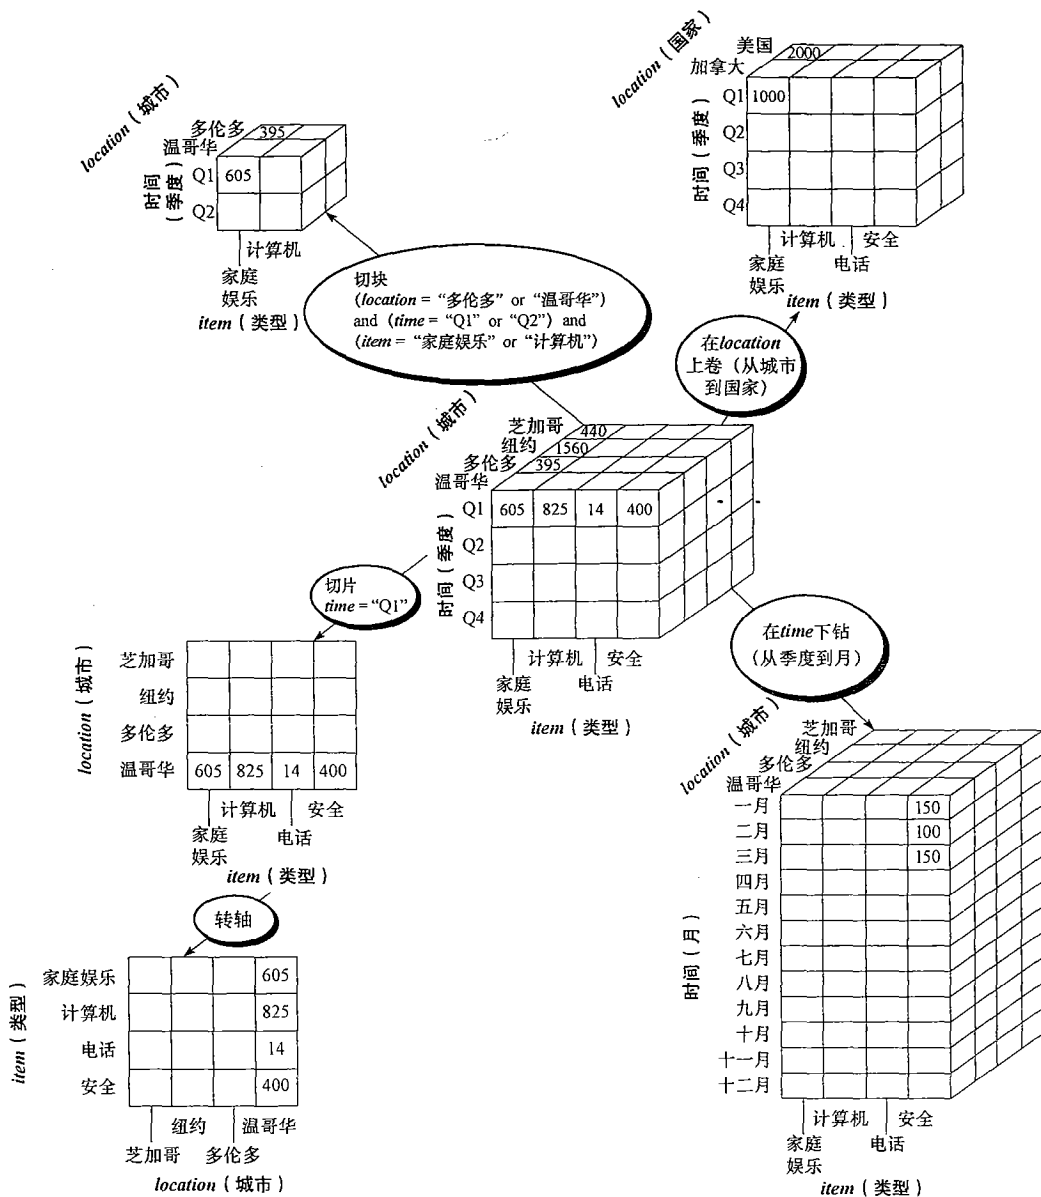 location（城市）
多伦多 395
温哥华
时间（季度）
Q1 605
Q2
计算机
家庭娱乐
item（类型）
location（国家）
美国 2000
加拿大
时间（季度）
Q1 1000
Q2
Q3
Q4
计算机 安全
家庭娱乐 电话
item（类型）
切块
(location = “多伦多” or “温哥华”)
and (time = “Q1” or “Q2”) and
(item = “家庭娱乐” or “计算机”)
在location
上卷（从城市
到国家）
location（城市）
芝加哥 440
纽约 1560
多伦多 395
温哥华
时间（季度）
Q1 605 825 14 400
Q2
Q3
Q4
计算机 安全
家庭娱乐 电话
item（类型）
切片
time = “Q1”
location（城市）
芝加哥
纽约
多伦多
温哥华 605 825 14 400
计算机 安全
家庭娱乐 电话
item（类型）
在time下钻
（从季度到月）
location（城市）
芝加哥
纽约
多伦多
温哥华
时间（月）
一月 150
二月 100
三月 150
四月
五月
六月
七月
八月
九月
十月
十一月
十二月
计算机 安全
家庭娱乐 电话
item（类型）
转轴
item（类型）
家庭娱乐 605
计算机 825
电话 14
安全 400
纽约 温哥华
芝加哥 多伦多
location（城市）